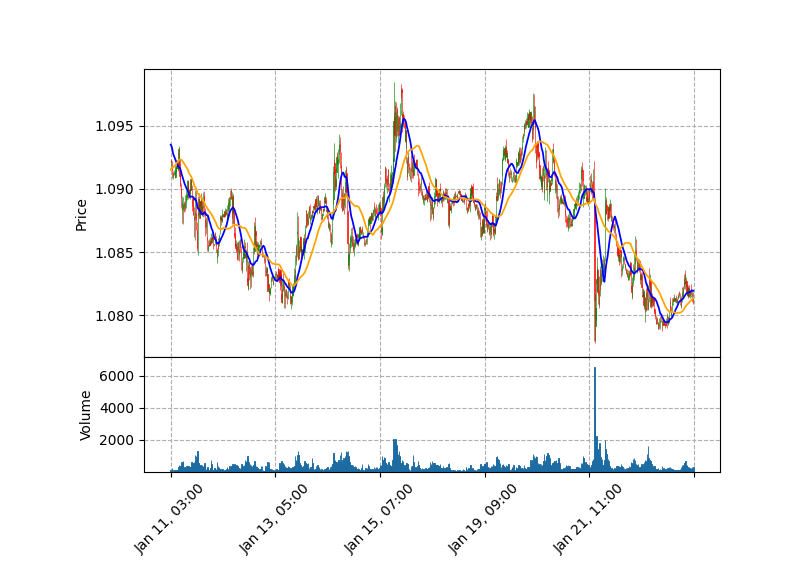 Price
1.095
1.090
1.085
1.080
Volume
6000
4000
2000
Jan 11, 03:00
Jan 13, 05:00
Jan 15, 07:00
Jan 19, 09:00
Jan 21, 11:00